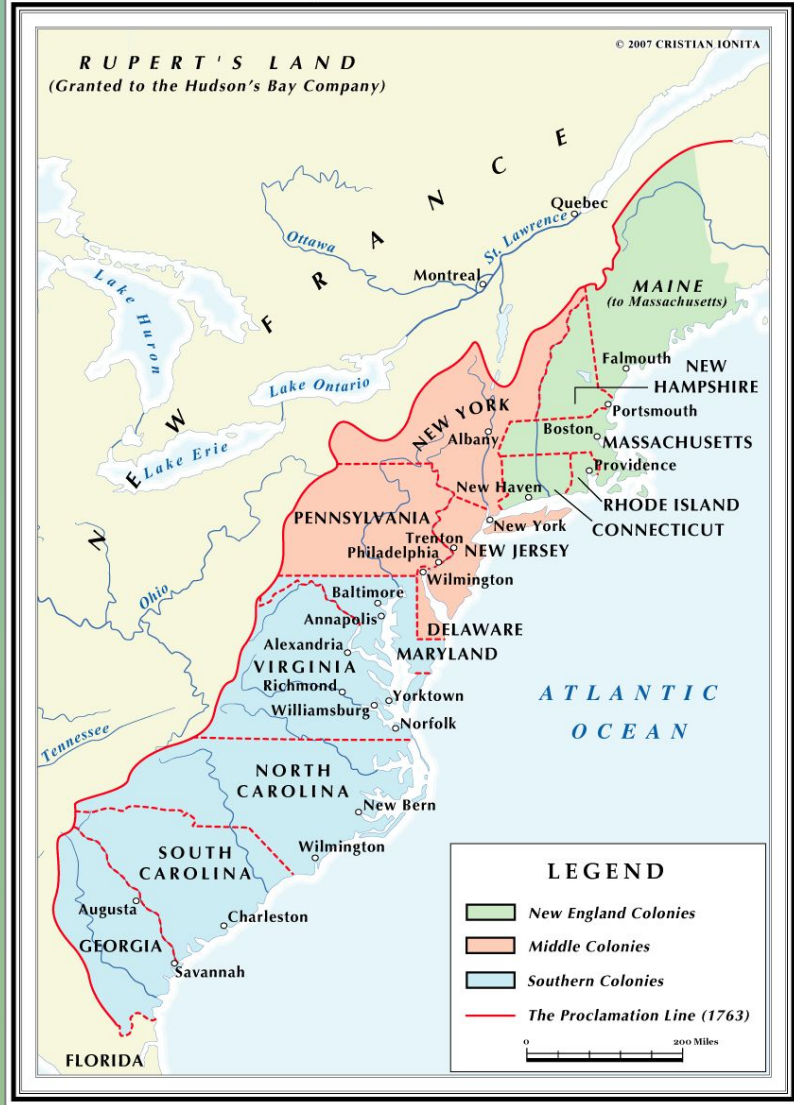 © 2007 CRISTIAN IONITA
RUPERT'S LAND
(Granted to the Hudson's Bay Company)
NEW FRANCE
Quebec
St. Lawrence
Ottawa
Montreal
Lake Huron
MAINE
(to Massachusetts)
Falmouth
Lake Ontario
NEW
HAMPSHIRE
NEW YORK
Portsmouth
Albany
Boston
MASSACHUSETTS
Lake Erie
Providence
New Haven
RHODE ISLAND
CONNECTICUT
PENNSYLVANIA
New York
Trenton
NEW JERSEY
Philadelphia
Wilmington
Ohio
Baltimore
Annapolis
DELAWARE
Alexandria
MARYLAND
VIRGINIA
Richmond
Yorktown
Williamsburg
Norfolk
ATLANTIC
OCEAN
Tennessee
NORTH
CAROLINA
New Bern
Wilmington
SOUTH
CAROLINA
Augusta
Charleston
GEORGIA
Savannah
FLORIDA
LEGEND
New England Colonies
Middle Colonies
Southern Colonies
The Proclamation Line (1763)
0 200 Miles